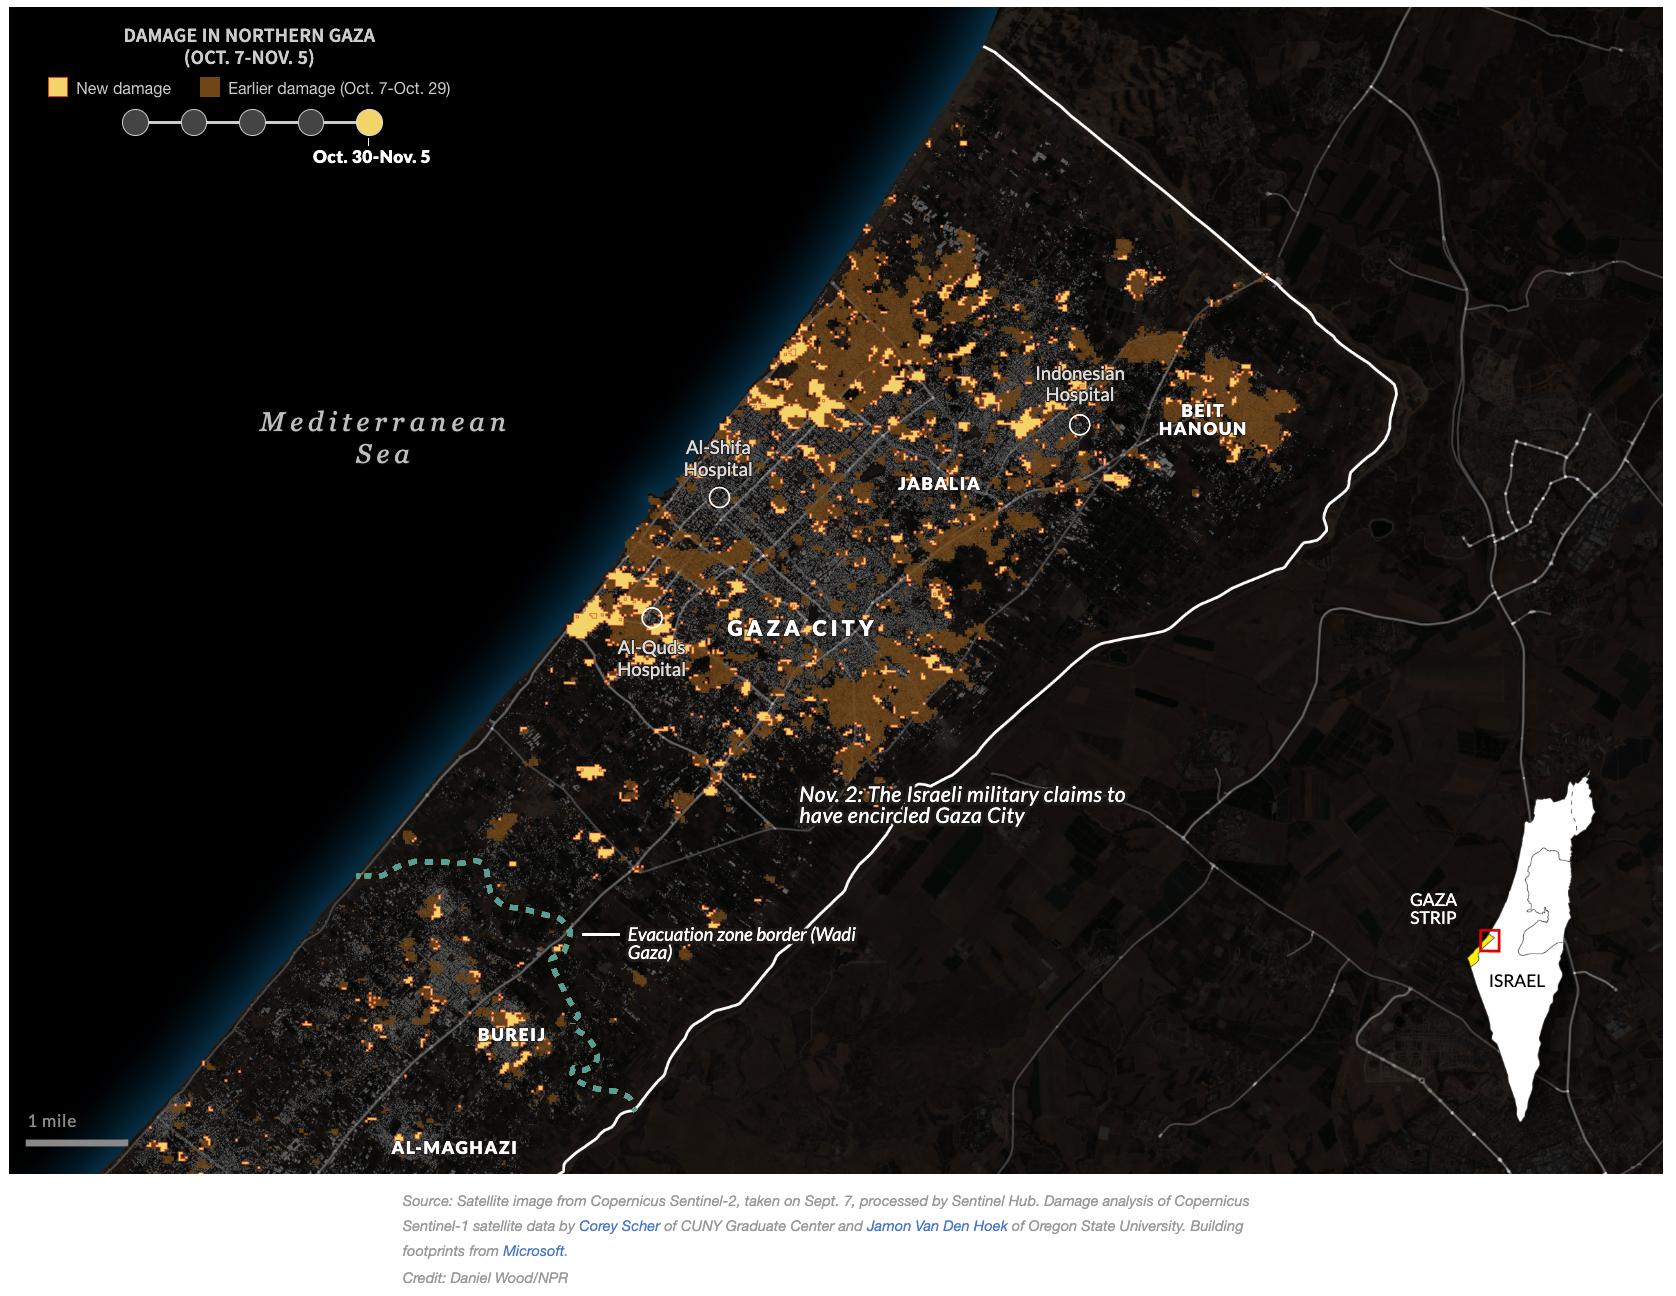 DAMAGE IN NORTHERN GAZA
(OCT. 7-NOV. 5)
New damage
Earlier damage (Oct. 7-Oct. 29)
Oct. 30-Nov. 5
Mediterranean
Sea
Indonesian
Hospital
BEIT
HANOUN
Al-Shifa
Hospital
JABALIA
GAZA CITY
Al-Quds
Hospital
Nov. 2: The Israeli military claims to
have encircled Gaza City
Evacuation zone border (Wadi
Gaza)
GAZA
STRIP
ISRAEL
BUREIJ
1 mile
AL-MAGHAZI
Source: Satellite image from Copernicus Sentinel-2, taken on Sept. 7, processed by Sentinel Hub. Damage analysis of Copernicus
Sentinel-1 satellite data by Corey Scher of CUNY Graduate Center and Jamon Van Den Hoek of Oregon State University. Building
footprints from Microsoft.
Credit: Daniel Wood/NPR